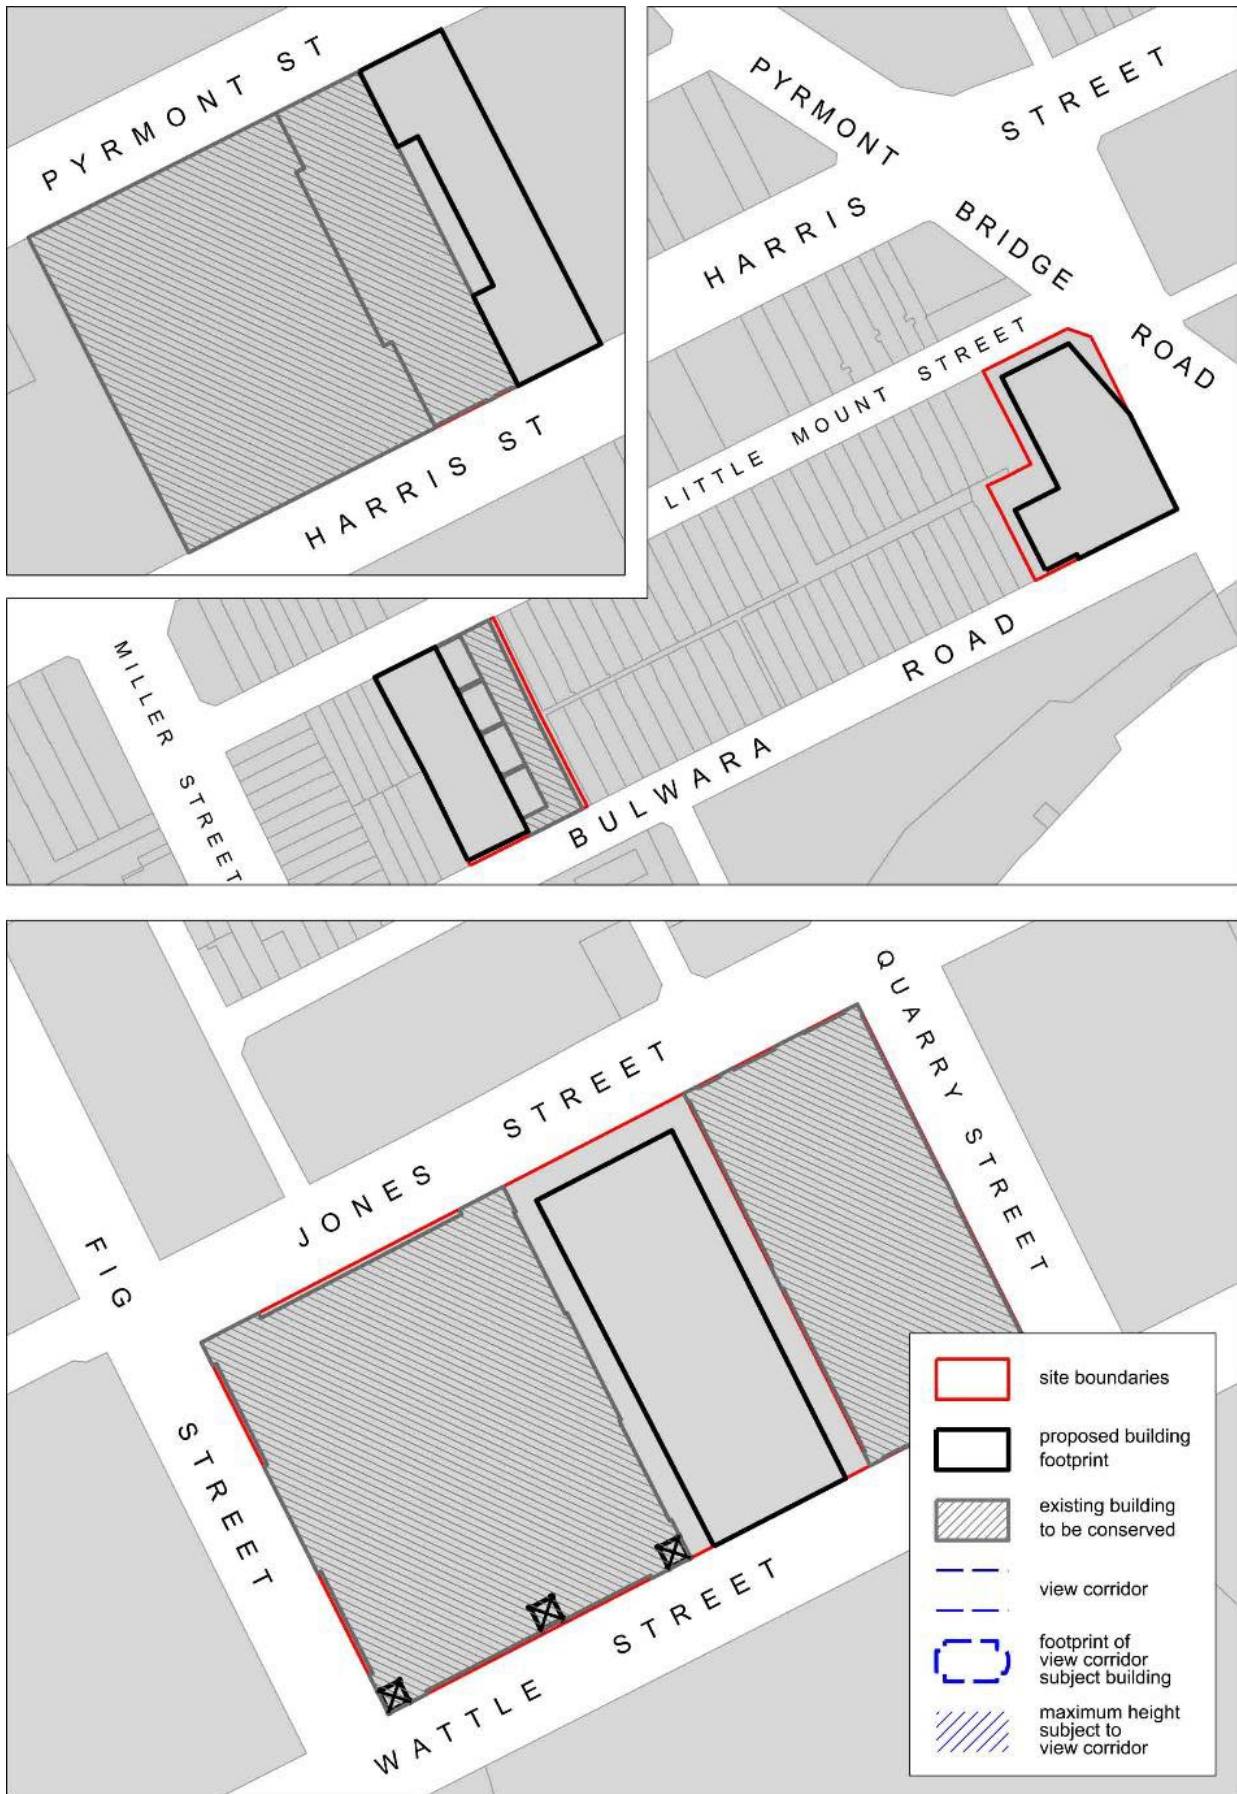 PYRMONT ST
HARRIS ST
PYRMONT
BRIDGE
ROAD
HARRIS
STREET
LITTLE MOUNT STREET
MILLER STREET
BULWARA ROAD
JONES STREET
QUARRY STREET
FIG
STREET
WATTLE STREET
site boundaries
proposed building
footprint
existing building
to be conserved
view corridor
footprint of
view corridor
subject building
maximum height
subject to
view corridor